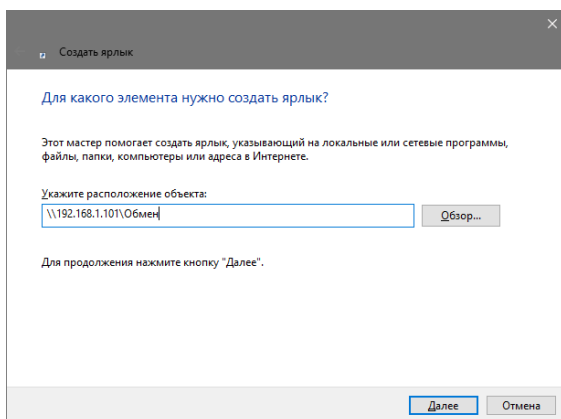 Создать ярлык
Для какого элемента нужно создать ярлык?
Этот мастер помогает создать ярлык, указывающий на локальные или сетевые программы,
файлы, папки, компьютеры или адреса в Интернете.
Укажите расположение объекта:
\\192.168.1.101\Обмен
Обзор...
Для продолжения нажмите кнопку "Далее".
Далее
Отмена